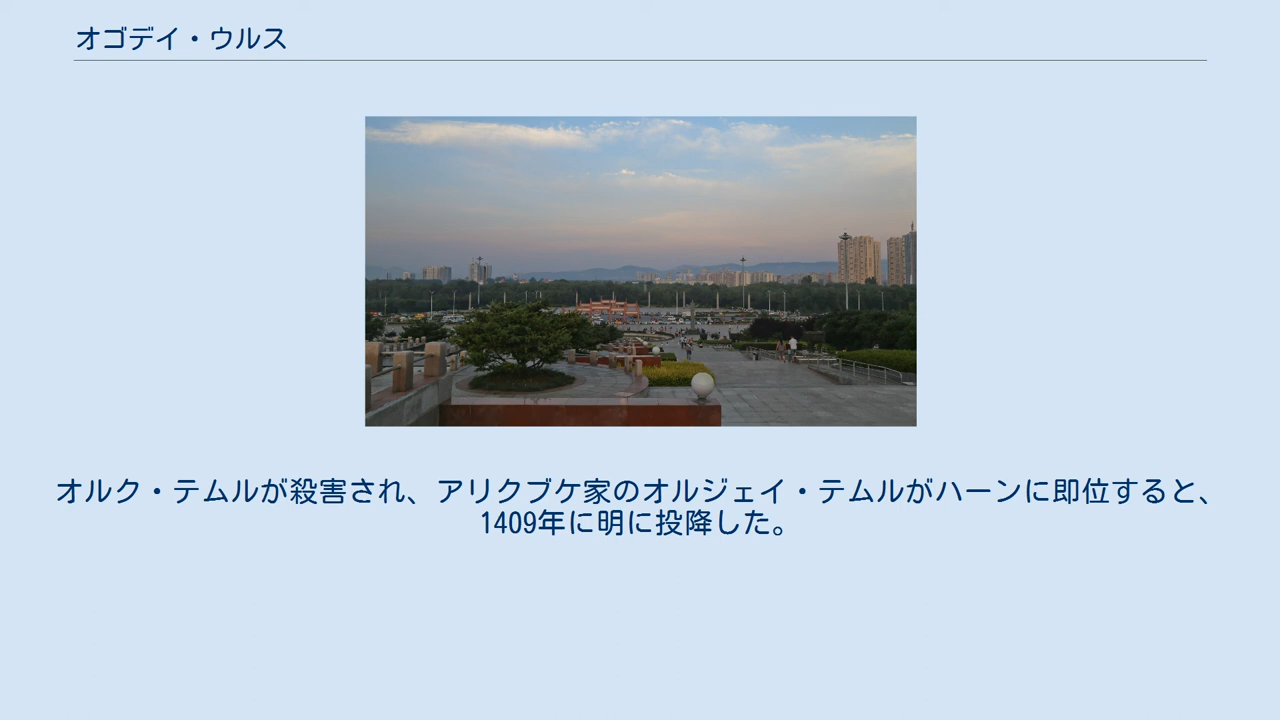 オゴデイ・ウルス
オルク・テムルが殺害され、アリクブケ家のオルジェイ・テムルがハーンに即位すると、
1409年に明に投降した。